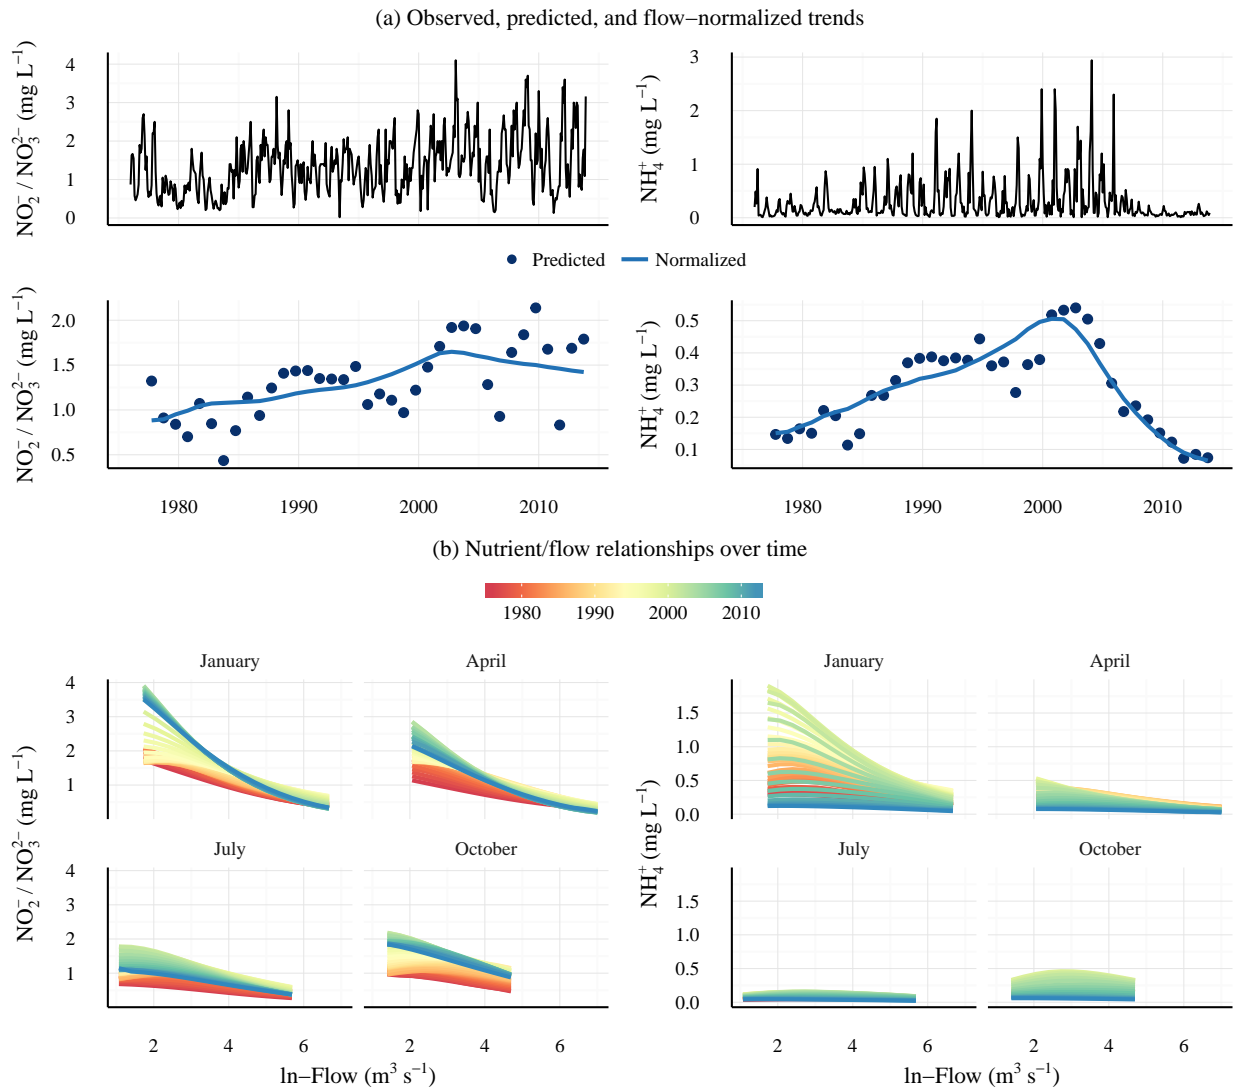 (a) Observed, predicted, and flow−normalized trends
NO₂⁻ / NO₃²⁻ (mg L⁻¹)
4
3
2
1
0
NH₄⁺ (mg L⁻¹)
3
2
1
0
Predicted Normalized
NO₂⁻ / NO₃²⁻ (mg L⁻¹)
2.0
1.5
1.0
0.5
1980 1990 2000 2010
NH₄⁺ (mg L⁻¹)
0.5
0.4
0.3
0.2
0.1
1980 1990 2000 2010
(b) Nutrient/flow relationships over time
1980 1990 2000 2010
NO₂⁻ / NO₃²⁻ (mg L⁻¹)
January April
4
3
2
1
July October
4
3
2
1
2 4 6 2 4 6
ln−Flow (m³ s⁻¹)
NH₄⁺ (mg L⁻¹)
January April
1.5
1.0
0.5
0.0
July October
1.5
1.0
0.5
0.0
2 4 6 2 4 6
ln−Flow (m³ s⁻¹)